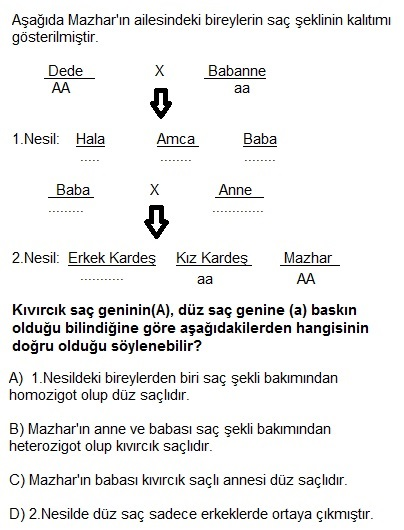 Aşağıda Mazhar'ın ailesindeki bireylerin saç şeklinin kalıtımı
gösterilmiştir.
Dede X Babanne
AA aa
1.Nesil: Hala Amca Baba
..... ........ ........
Baba X Anne
......... .........
2.Nesil: Erkek Kardeş Kız Kardeş Mazhar
........... aa AA
Kıvırcık saç geninin(A), düz saç genine (a) baskın
olduğu bilindiğine göre aşağıdakilerden hangisinin
doğru olduğu söylenebilir?
A) 1.Nesildeki bireylerden biri saç şekli bakımından
homozigot olup düz saçlıdır.
B) Mazhar'ın anne ve babası saç şekli bakımından
heterozigot olup kıvırcık saçlıdır.
C) Mazhar'ın babası kıvırcık saçlı annesi düz saçlıdır.
D) 2.Nesilde düz saç sadece erkeklerde ortaya çıkmıştır.